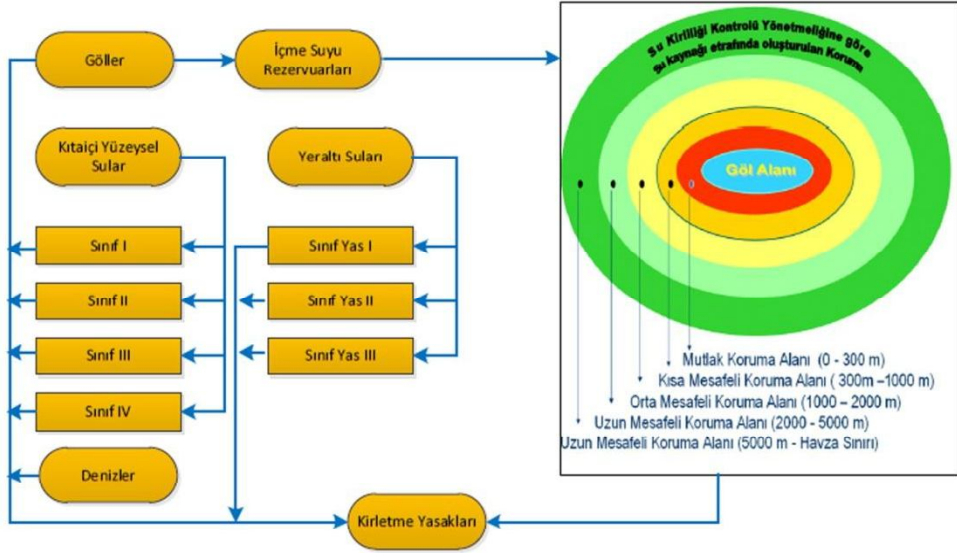 Göller
İçme Suyu
Rezervuarları
Kıtaiçi Yüzeysel
Sular
Yeraltı Suları
Sınıf I
Sınıf II
Sınıf III
Sınıf IV
Sınıf Yas I
Sınıf Yas II
Sınıf Yas III
Denizler
Kirletme Yasakları
Su Kirliliği Kontrolü Yönetmeliğine göre
su kaynağı etrafında oluşturulan Koruma
Göl Alanı
Mutlak Koruma Alanı (0 - 300 m)
Kısa Mesafeli Koruma Alanı ( 300m –1000 m)
Orta Mesafeli Koruma Alanı (1000 – 2000 m)
Uzun Mesafeli Koruma Alanı (2000 - 5000 m)
Uzun Mesafeli Koruma Alanı (5000 m - Havza Sınırı)